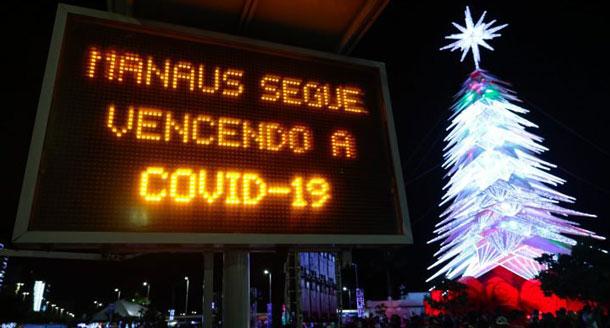 MANAUS SEGUE
VENCENDO A
COVID-19